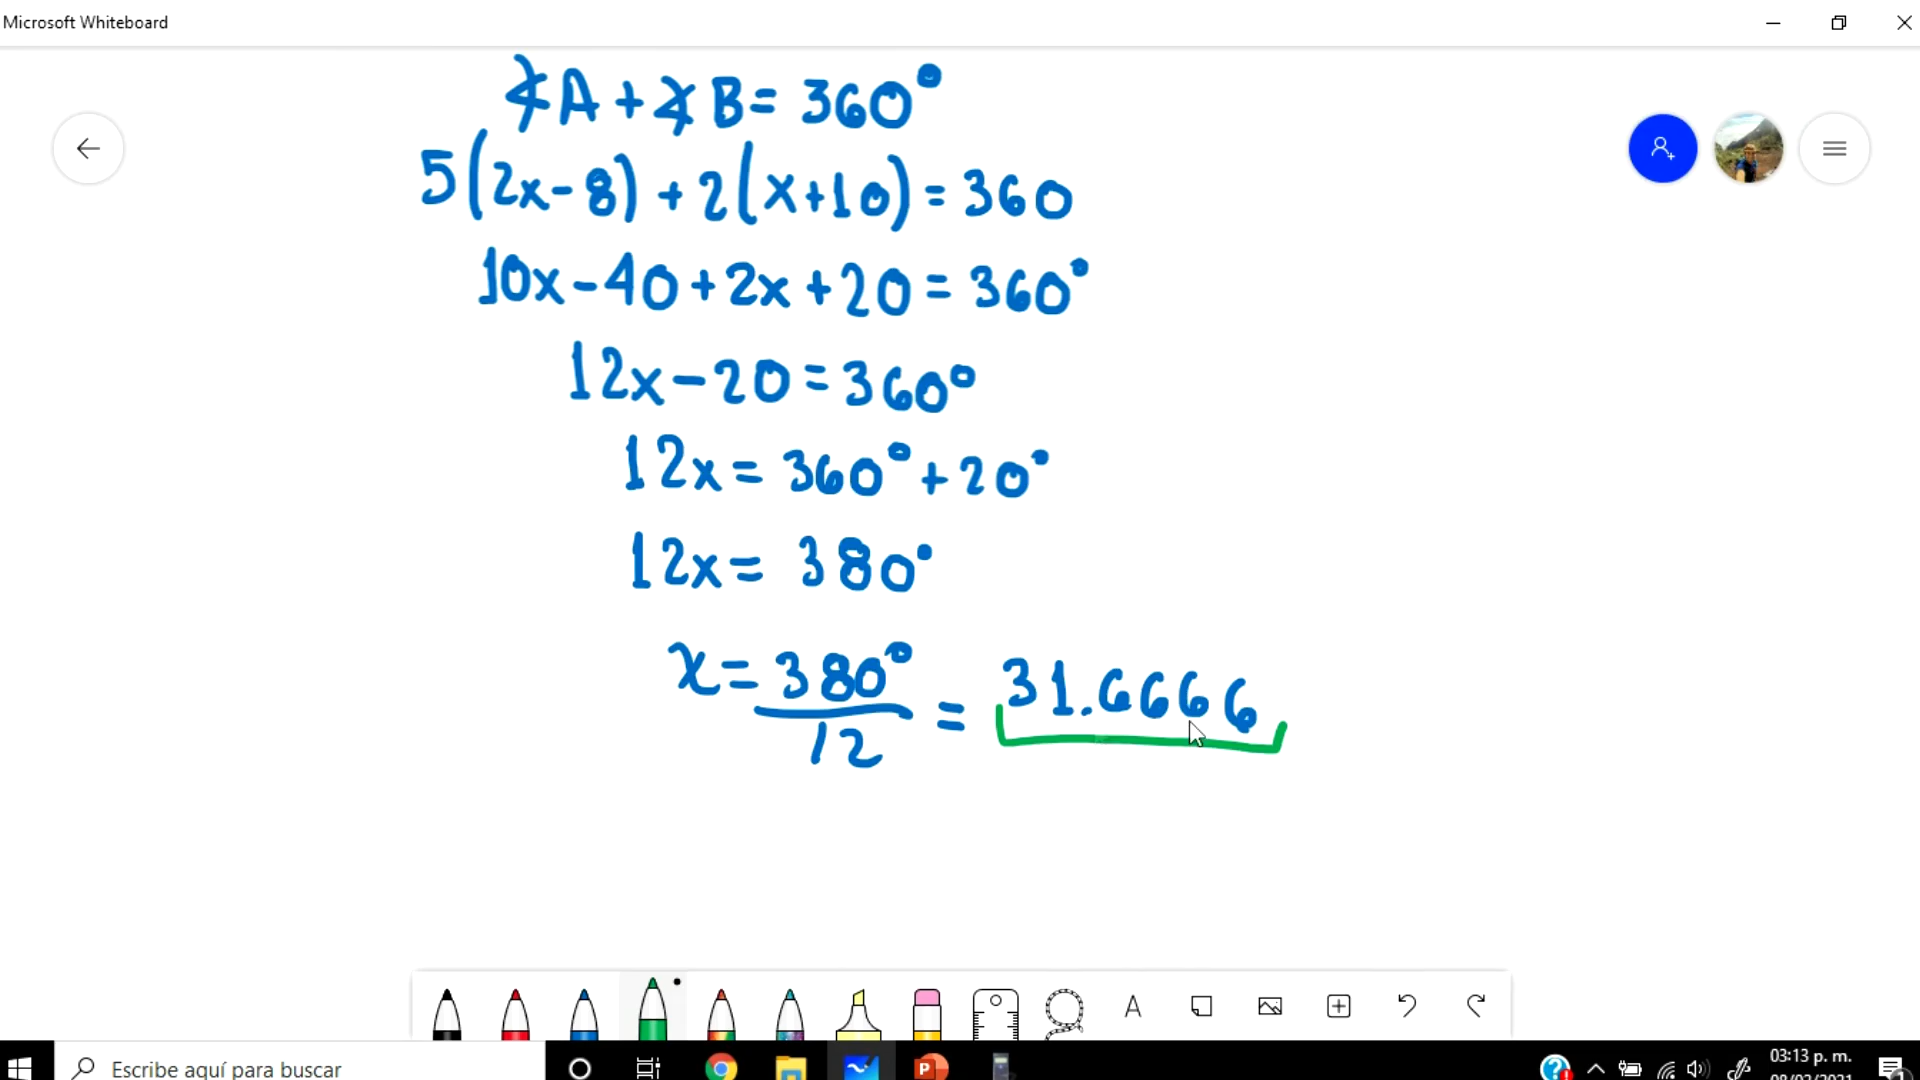 Microsoft Whiteboard
∡A + ∡B = 360°
5(2x-8) + 2(x+10) = 360
10x - 40 + 2x + 20 = 360°
12x - 20 = 360°
12x = 360° + 20°
12x = 380°
x = 380°/12 = 31.6666
A
Escribe aquí para buscar
03:13 p. m.